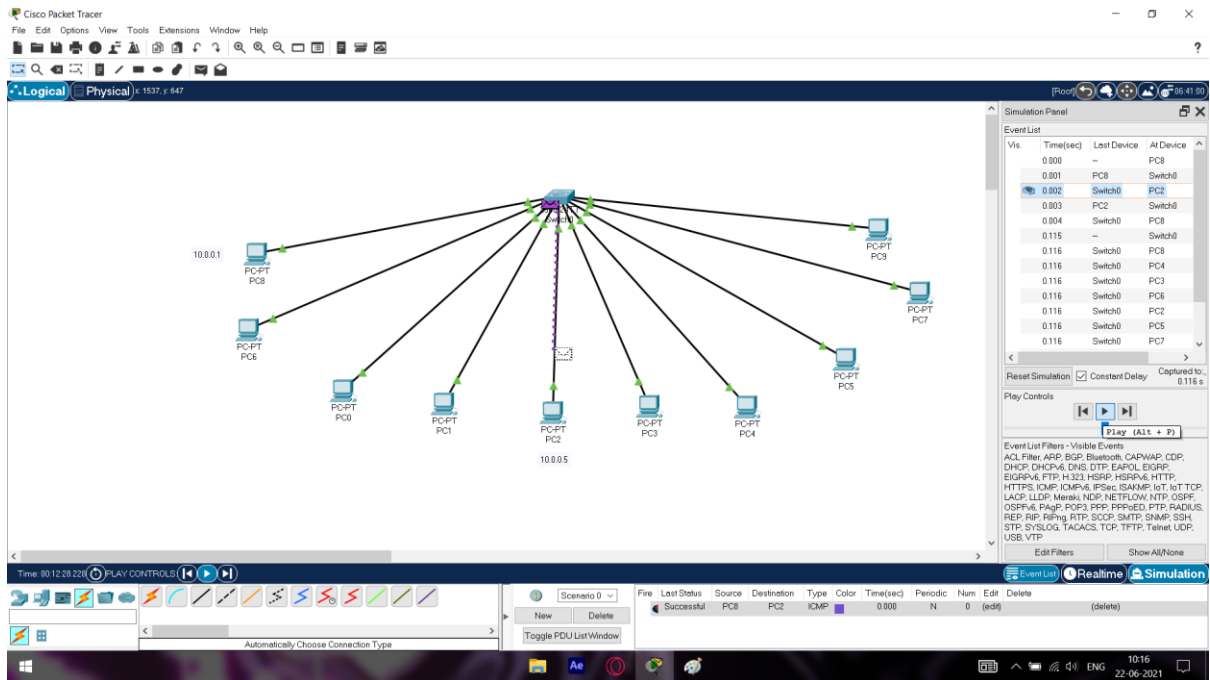 Cisco Packet Tracer
File Edit Options View Tools Extensions Window Help
?
Logical Physical x: 1537, y: 647
[Root] 06:41:00
Simulation Panel
Event List
Vis. Time(sec) Last Device At Device
0.000 -- PC8
0.001 PC8 Switch0
0.002 Switch0 PC2
0.003 PC2 Switch0
0.004 Switch0 PC8
0.115 -- Switch0
0.116 Switch0 PC8
0.116 Switch0 PC4
0.116 Switch0 PC3
0.116 Switch0 PC6
0.116 Switch0 PC2
0.116 Switch0 PC5
0.116 Switch0 PC7
Reset Simulation Constant Delay Captured to:
0.116 s
Play Controls
Play (Alt + P)
Event List Filters - Visible Events
ACL Filter, ARP, BGP, Bluetooth, CAPWAP, CDP,
DHCP, DHCPv6, DNS, DTP, EAPOL, EIGRP,
EIGRPv6, FTP, H.323, HSRP, HSRPv6, HTTP,
HTTPS, ICMP, ICMPv6, IPSec, ISAKMP, IoT, IoT TCP,
LACP, LLDP, Meraki, NDP, NETFLOW, NTP, OSPF,
OSPFv6, PAgP, POP3, PPP, PPPoED, PTP, RADIUS,
REP, RIP, RIPng, RTP, SCCP, SMTP, SNMP, SSH,
STP, SYSLOG, TACACS, TCP, TFTP, Telnet, UDP,
USB, VTP
Edit Filters Show All/None
Switch0
10.0.0.1
PC-PT
PC8
PC-PT
PC9
PC-PT
PC7
PC-PT
PC6
PC-PT
PC5
PC-PT
PC0
PC-PT
PC1
PC-PT
PC2
PC-PT
PC3
PC-PT
PC4
10.0.0.5
Time: 00:12:28.228 PLAY CONTROLS:
Event List Realtime Simulation
Automatically Choose Connection Type
Scenario 0
New Delete
Toggle PDU List Window
Fire Last Status Source Destination Type Color Time(sec) Periodic Num Edit Delete
Successful PC8 PC2 ICMP 0.000 N 0 (edit) (delete)
Ae
ENG
10:16
22-06-2021